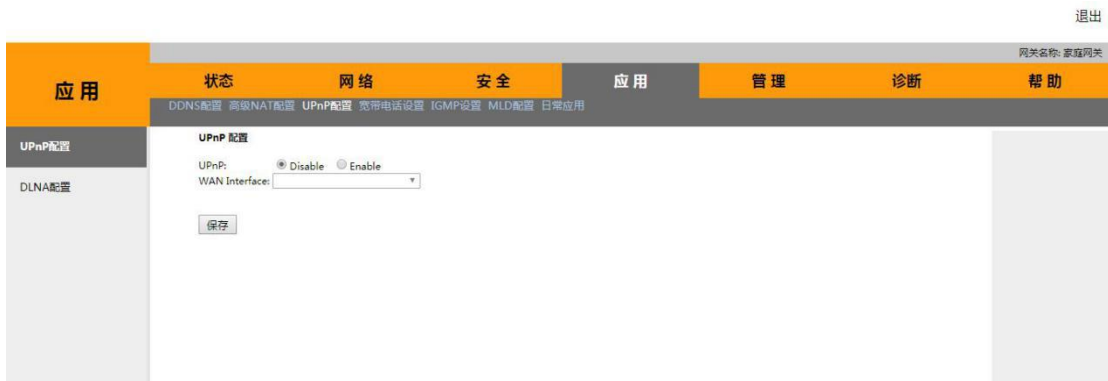 退出
网关名称: 家庭网关
应用
状态 网络 安全 应用 管理 诊断 帮助
DDNS配置 高级NAT配置 UPnP配置 宽带电话设置 IGMP设置 MLD配置 日常应用
UPnP配置
DLNA配置
UPnP 配置
UPnP: Disable Enable
WAN Interface:
保存